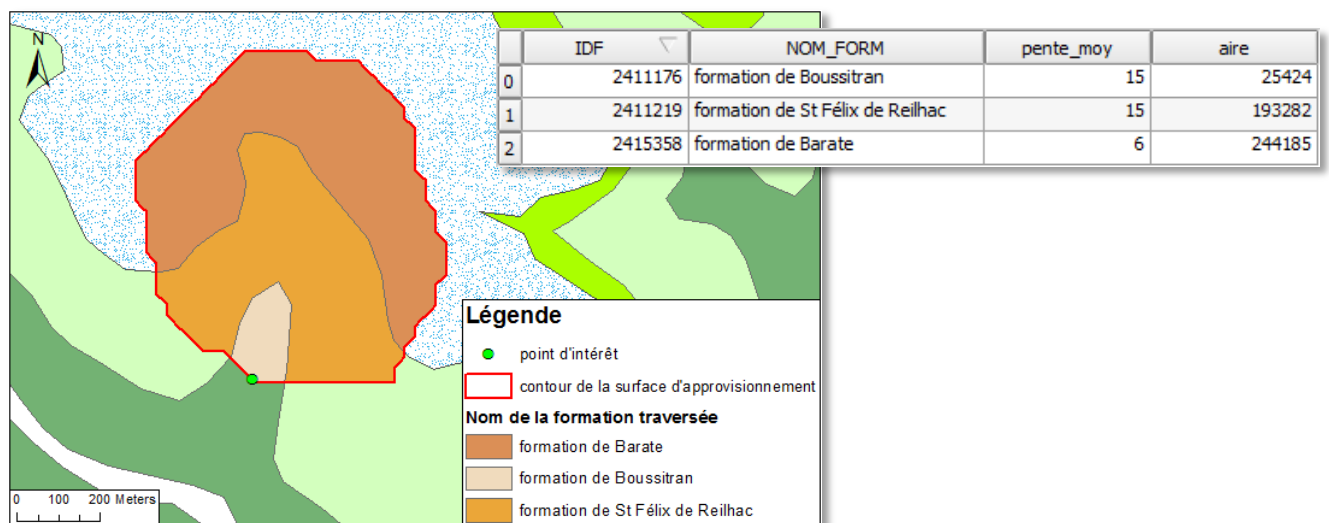 N
IDF NOM_FORM pente_moy aire
0 2411176 formation de Boussitran 15 25424
1 2411219 formation de St Félix de Reilhac 15 193282
2 2415358 formation de Barate 6 244185
Légende
point d'intérêt
contour de la surface d'approvisionnement
Nom de la formation traversée
formation de Barate
formation de Boussitran
formation de St Félix de Reilhac
0 100 200 Meters